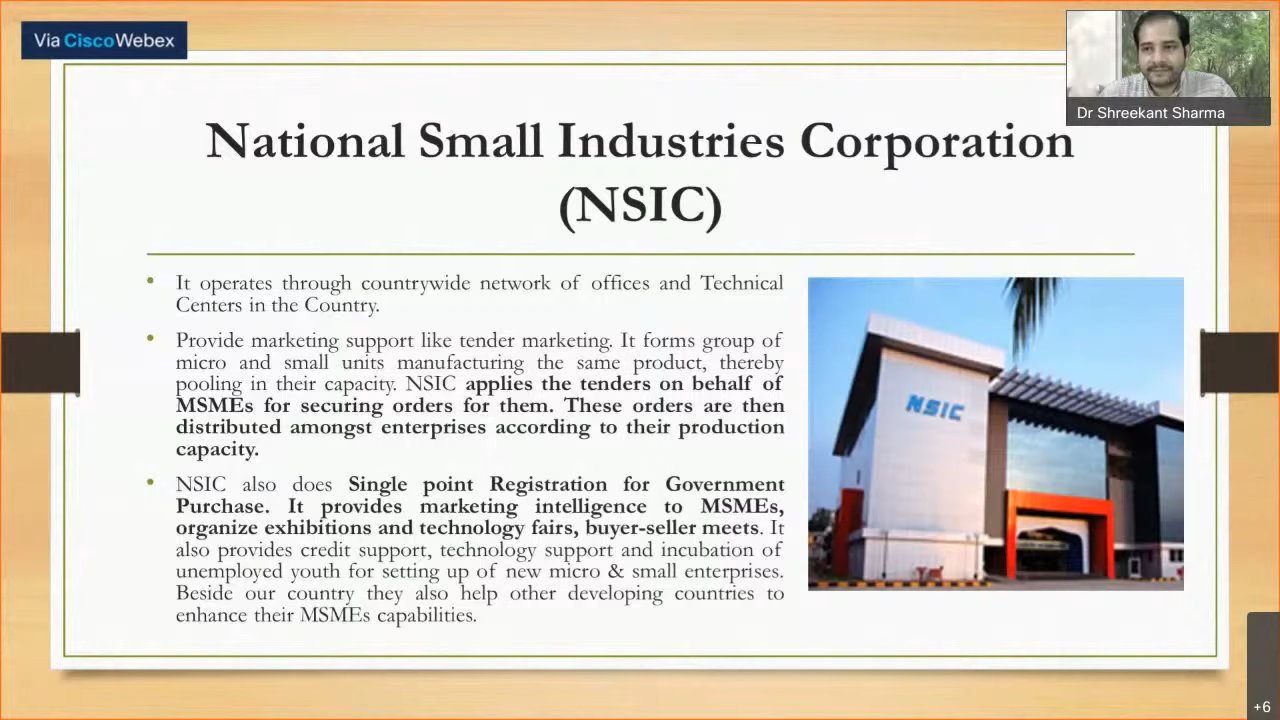 Via CiscoWebex
Dr Shreekant Sharma
National Small Industries Corporation
(NSIC)
• It operates through countrywide network of offices and Technical
Centers in the Country.
• Provide marketing support like tender marketing. It forms group of
micro and small units manufacturing the same product, thereby
pooling in their capacity. NSIC applies the tenders on behalf of
MSMEs for securing orders for them. These orders are then
distributed amongst enterprises according to their production
capacity.
• NSIC also does Single point Registration for Government
Purchase. It provides marketing intelligence to MSMEs,
organize exhibitions and technology fairs, buyer-seller meets. It
also provides credit support, technology support and incubation of
unemployed youth for setting up of new micro & small enterprises.
Beside our country they also help other developing countries to
enhance their MSMEs capabilities.
NSIC
+6